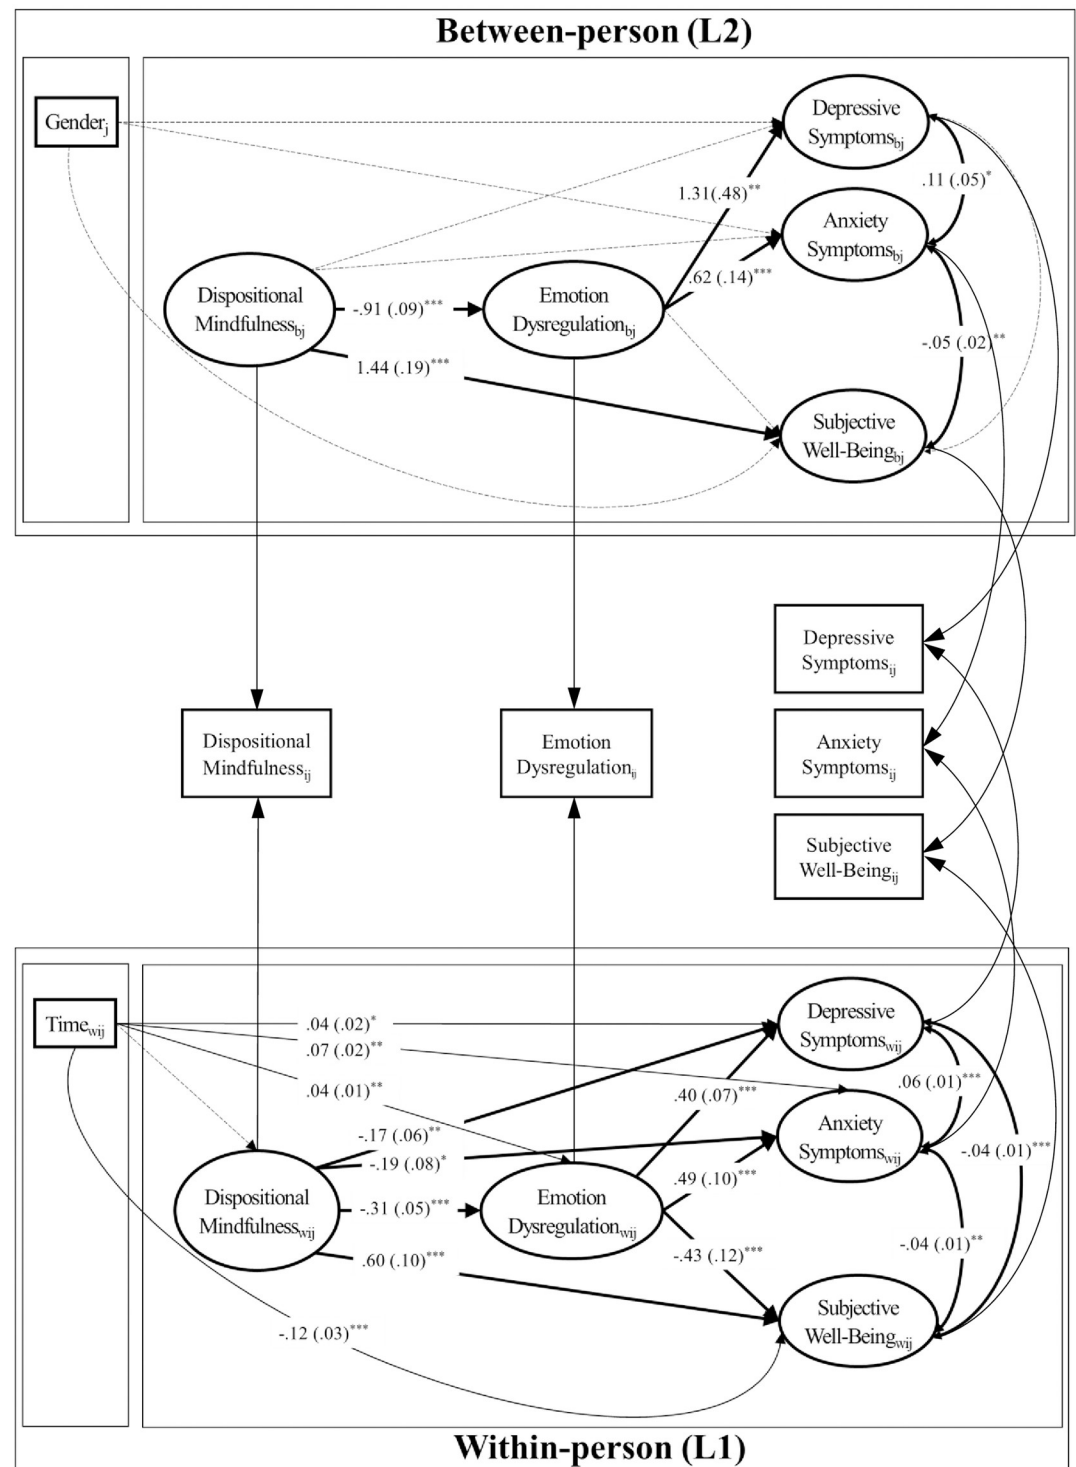 Between-person (L2)
Gender_j
Depressive
Symptoms_bj
.11 (.05)*
1.31(.48)**
Anxiety
Symptoms_bj
.62 (.14)***
Dispositional
Mindfulness_bj
-.91 (.09)***
Emotion
Dysregulation_bj
-.05 (.02)**
1.44 (.19)***
Subjective
Well-Being_bj
Depressive
Symptoms_ij
Dispositional
Mindfulness_ij
Emotion
Dysregulation_ij
Anxiety
Symptoms_ij
Subjective
Well-Being_ij
Time_wij
.04 (.02)*
.07 (.02)**
.04 (.01)**
Depressive
Symptoms_wij
.40 (.07)***
.06 (.01)***
-.17 (.06)**
-.19 (.08)*
Anxiety
Symptoms_wij
-.04 (.01)***
.49 (.10)***
Dispositional
Mindfulness_wij
-.31 (.05)***
Emotion
Dysregulation_wij
.60 (.10)***
-.43 (.12)***
-.04 (.01)**
Subjective
Well-Being_wij
-.12 (.03)***
Within-person (L1)